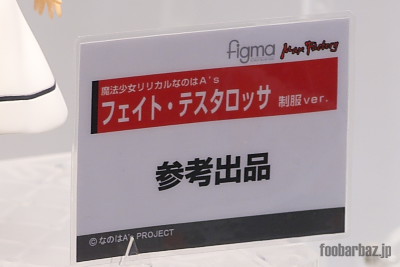 figma Max Factory
魔法少女リリカルなのはA's
フェイト・テスタロッサ 制服ver.
参考出品
© なのはA's PROJECT
foobarbaz.jp